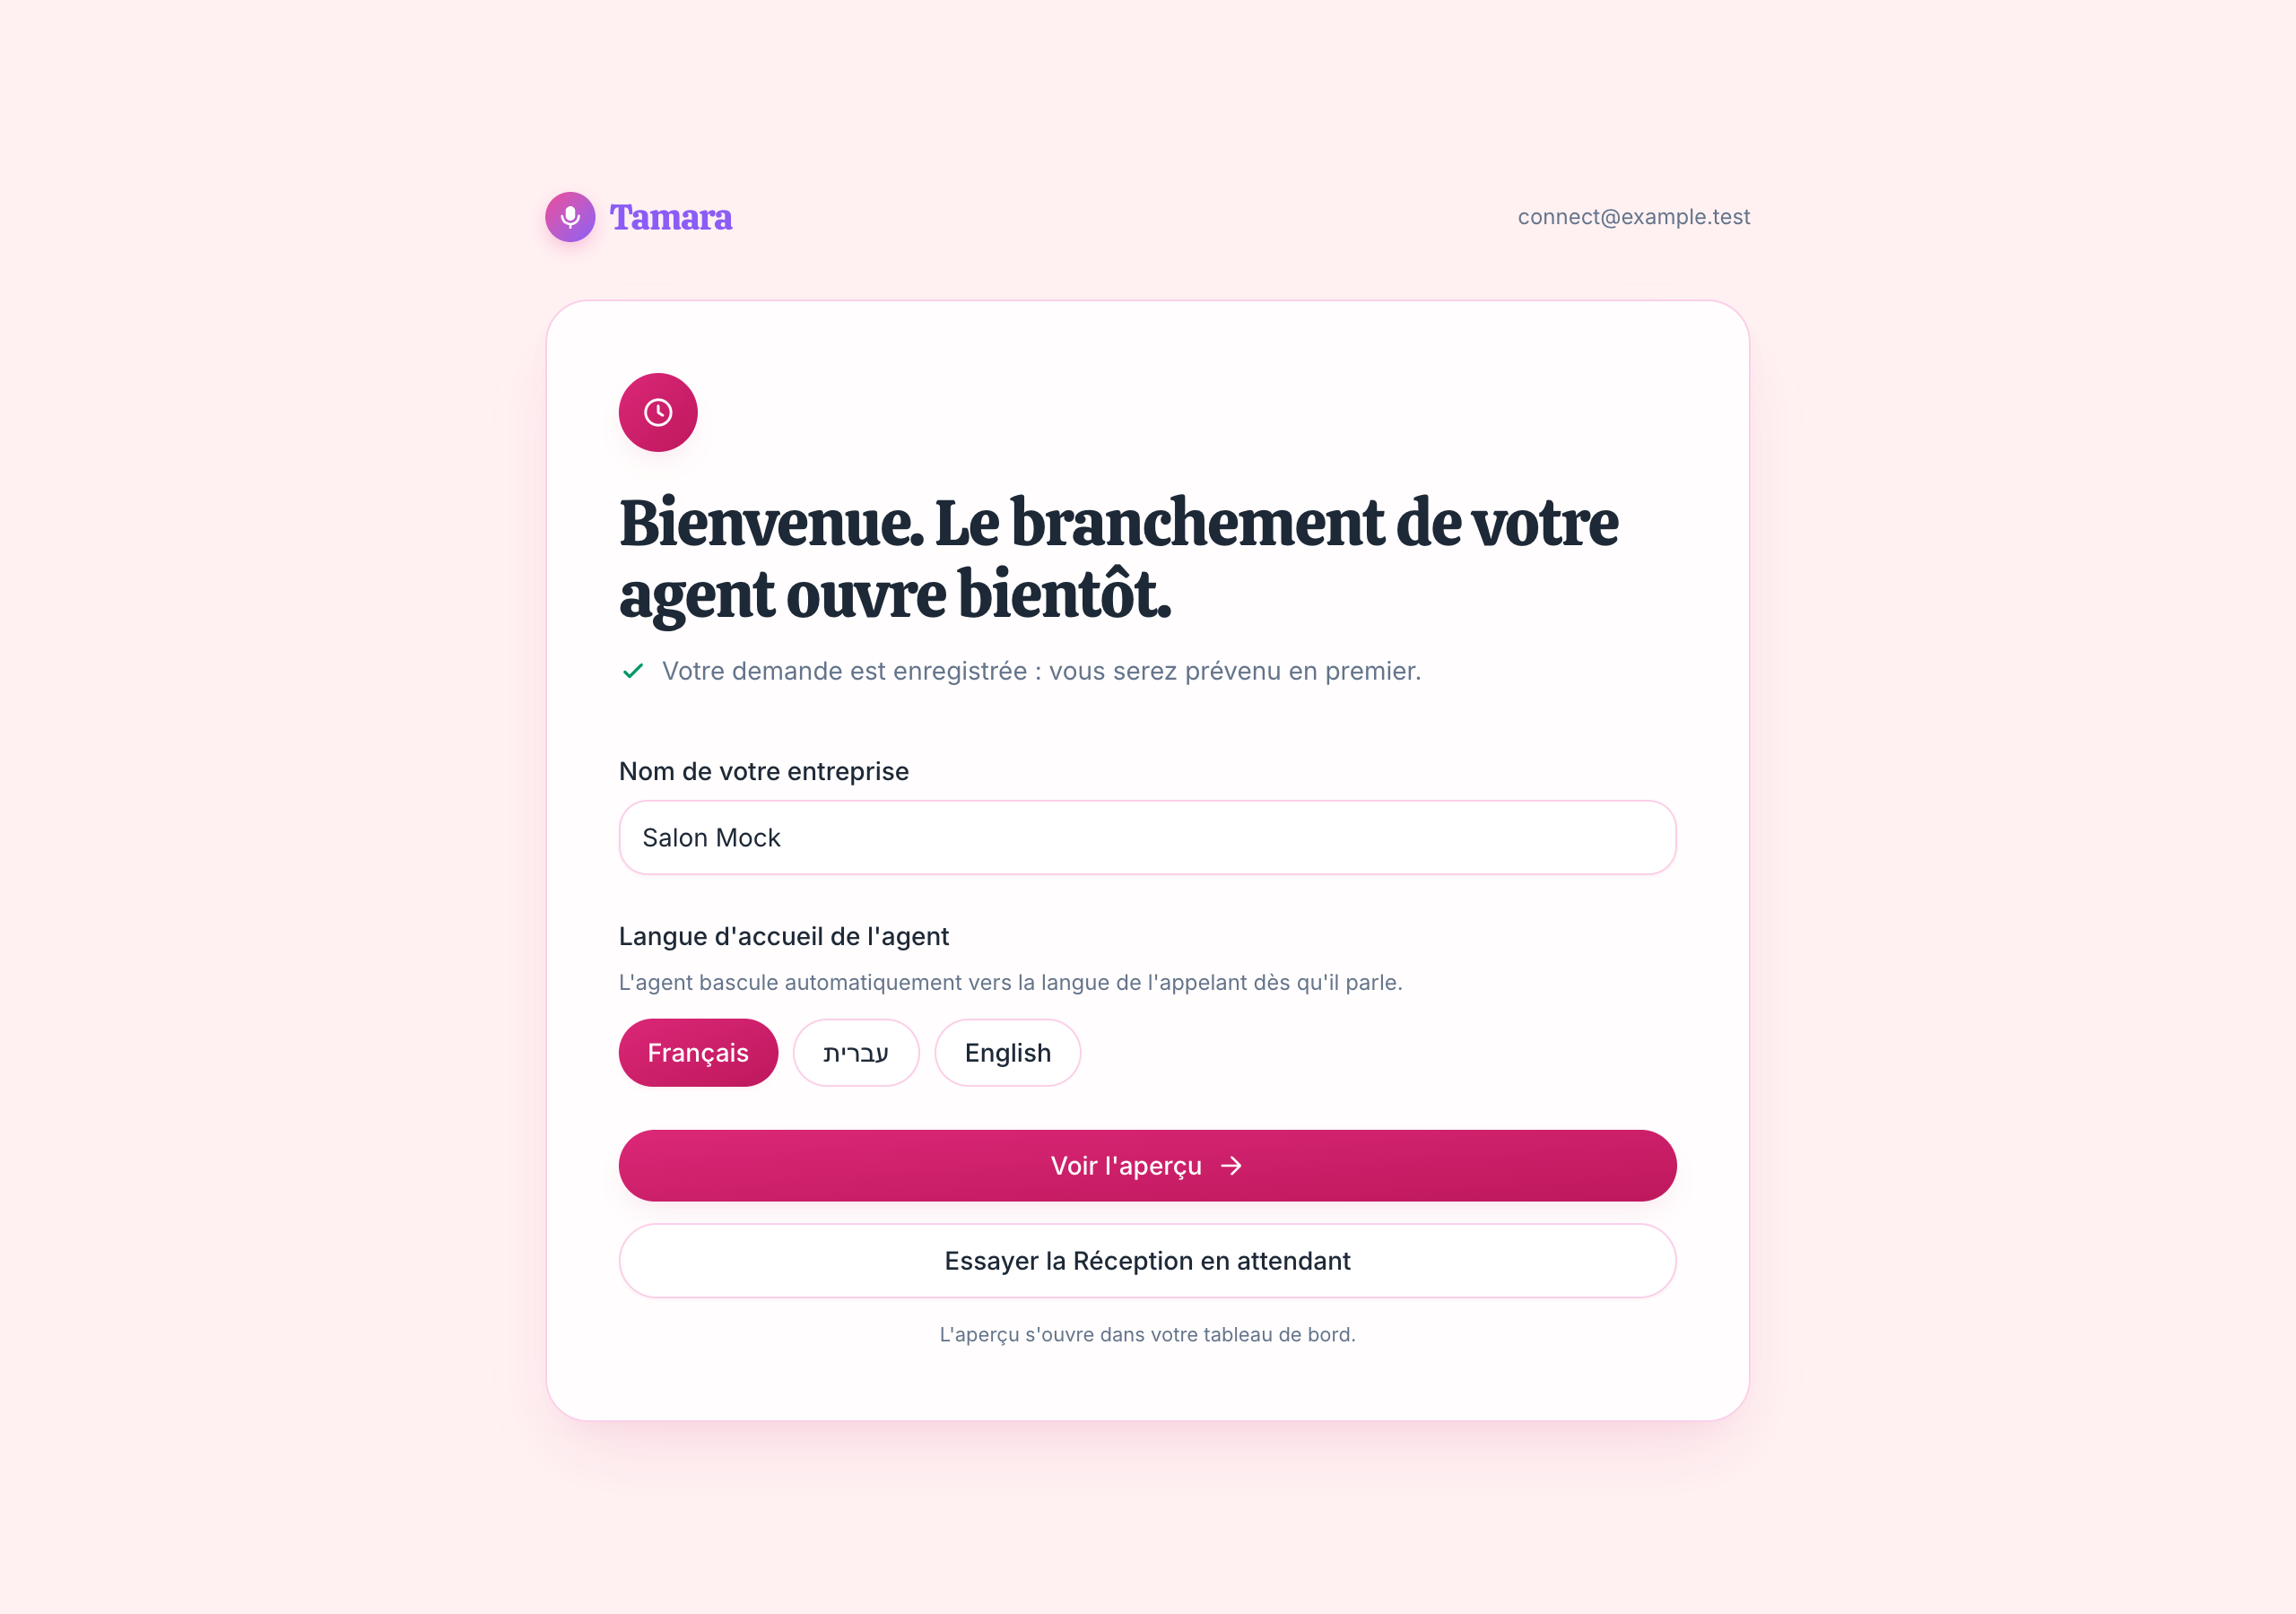 Tamara
connect@example.test
Bienvenue. Le branchement de votre
agent ouvre bientôt.
Votre demande est enregistrée : vous serez prévenu en premier.
Nom de votre entreprise
Salon Mock
Langue d'accueil de l'agent
L'agent bascule automatiquement vers la langue de l'appelant dès qu'il parle.
Français
עברית
English
Voir l'aperçu →
Essayer la Réception en attendant
L'aperçu s'ouvre dans votre tableau de bord.